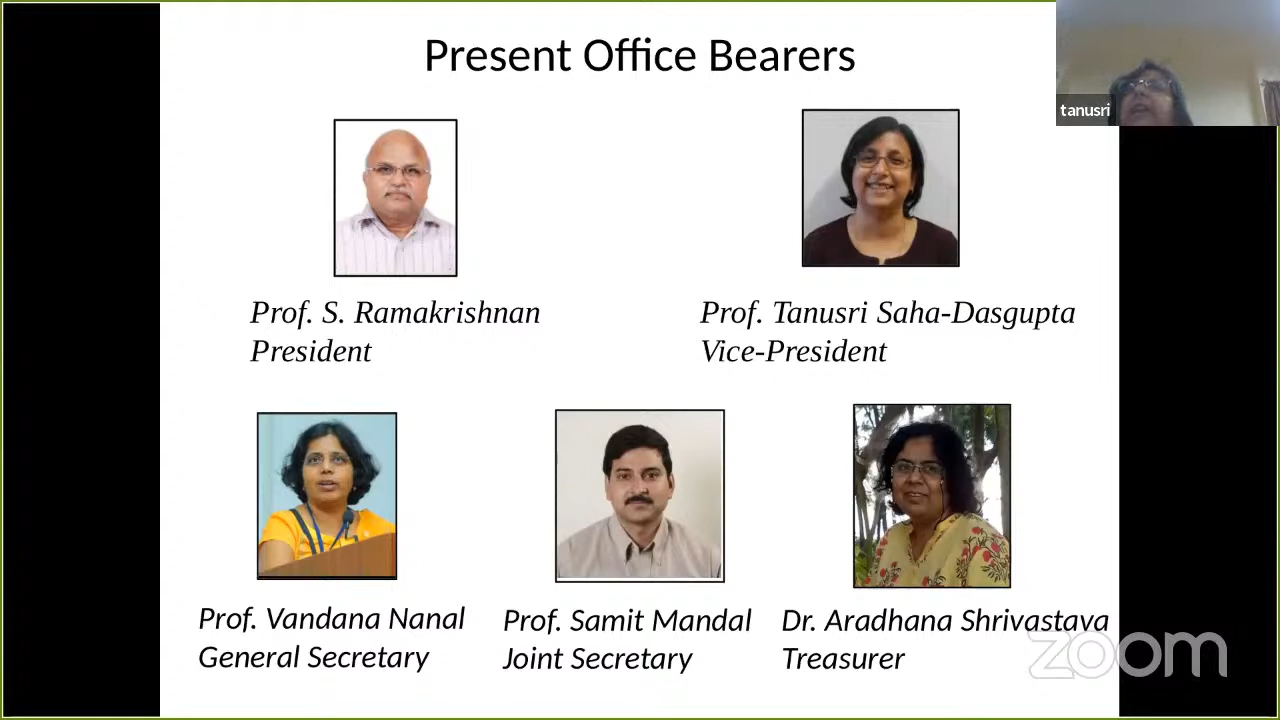 Present Office Bearers
tanusri
Prof. S. Ramakrishnan
President
Prof. Tanusri Saha-Dasgupta
Vice-President
Prof. Vandana Nanal
General Secretary
Prof. Samit Mandal
Joint Secretary
Dr. Aradhana Shrivastava
Treasurer
zoom